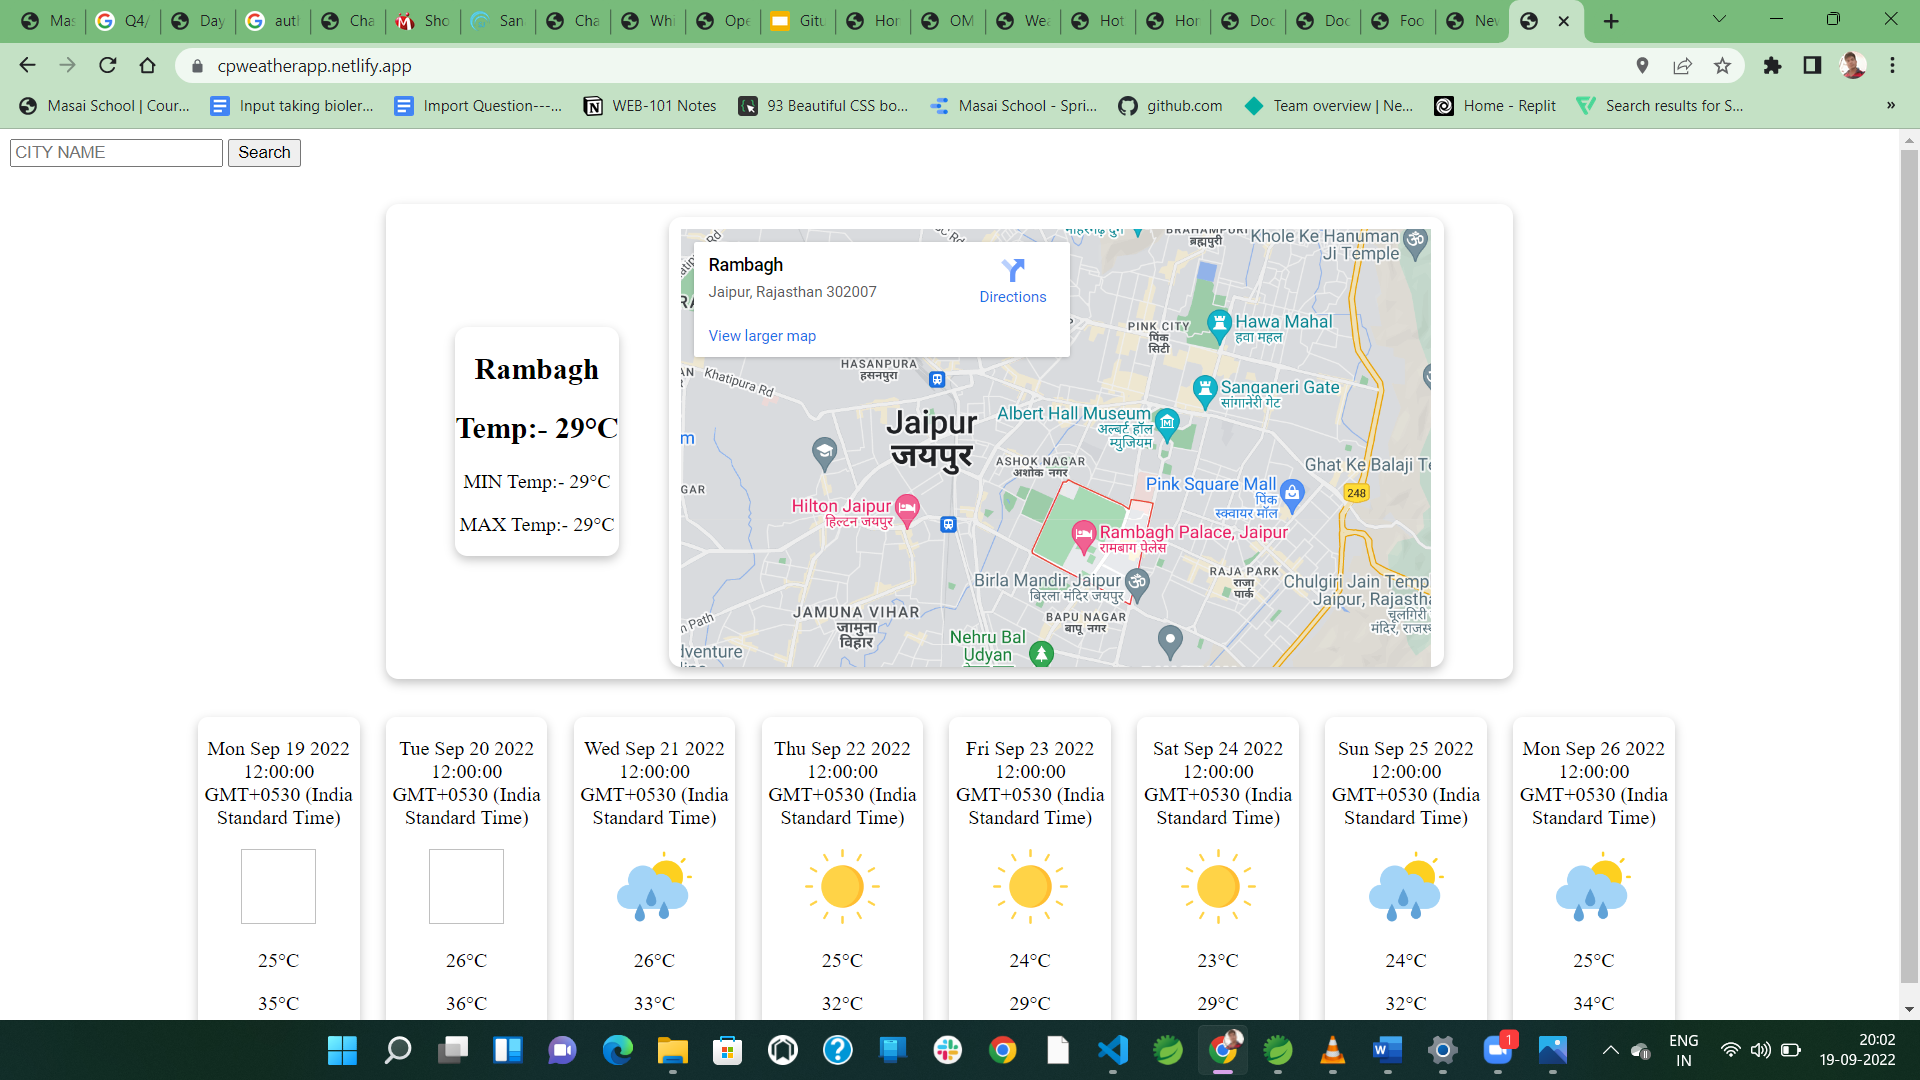 Mas
Q4/
Day
auth
Cha
Sho
San
Cha
Whi
Ope
Gitu
Hor
OM
Wea
Hot
Hor
Doc
Doc
Foo
New
cpweatherapp.netlify.app
Masai School | Cour...
Input taking bioler...
Import Question---...
WEB-101 Notes
93 Beautiful CSS bo...
Masai School - Spri...
github.com
Team overview | Ne...
Home - Replit
Search results for S...
»
CITY NAME
Search
Rambagh
Temp:- 29°C
MIN Temp:- 29°C
MAX Temp:- 29°C
Rambagh
Jaipur, Rajasthan 302007
Directions
View larger map
ब्रह्मपुरी
Khole Ke Hanuman
Ji Temple
PINK CITY
पिंक
सिटी
Hawa Mahal
हवा महल
HASANPURA
हसनपुरा
Khatipura Rd
Sanganeri Gate
सांगानेरी गेट
Albert Hall Museum
अल्बर्ट हॉल
म्युजियम
Jaipur
जयपुर
ASHOK NAGAR
अशोक नगर
Ghat Ke Balaji Te
GAR
Pink Square Mall
पिंक
स्क्वायर मॉल
248
Hilton Jaipur
हिल्टन जयपुर
Rambagh Palace, Jaipur
रामबाग पैलेस
Birla Mandir Jaipur
बिरला मंदिर जयपुर
RAJA PARK
राजा
पार्क
Chulgiri Jain Templ
Jaipur, Rajastha
चूलगिरी
मंदिर, राजस्
JAMUNA VIHAR
जामुना
विहार
BAPU NAGAR
बापू नगर
n Path
Nehru Bal
Udyan
dventure
Mon Sep 19 2022
12:00:00
GMT+0530 (India
Standard Time)
25°C
35°C
Tue Sep 20 2022
12:00:00
GMT+0530 (India
Standard Time)
26°C
36°C
Wed Sep 21 2022
12:00:00
GMT+0530 (India
Standard Time)
26°C
33°C
Thu Sep 22 2022
12:00:00
GMT+0530 (India
Standard Time)
25°C
32°C
Fri Sep 23 2022
12:00:00
GMT+0530 (India
Standard Time)
24°C
29°C
Sat Sep 24 2022
12:00:00
GMT+0530 (India
Standard Time)
23°C
29°C
Sun Sep 25 2022
12:00:00
GMT+0530 (India
Standard Time)
24°C
32°C
Mon Sep 26 2022
12:00:00
GMT+0530 (India
Standard Time)
25°C
34°C
1
ENG
IN
20:02
19-09-2022